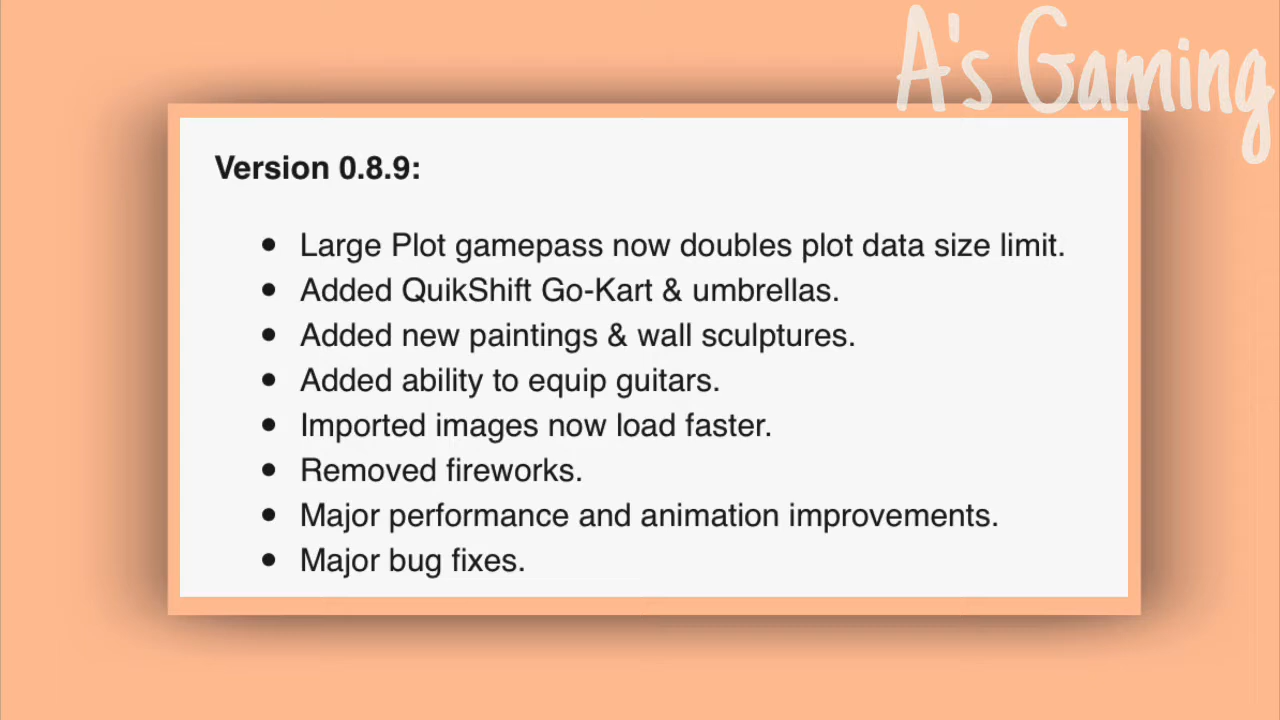 A's Gaming
Version 0.8.9:
● Large Plot gamepass now doubles plot data size limit.
● Added QuikShift Go-Kart & umbrellas.
● Added new paintings & wall sculptures.
● Added ability to equip guitars.
● Imported images now load faster.
● Removed fireworks.
● Major performance and animation improvements.
● Major bug fixes.